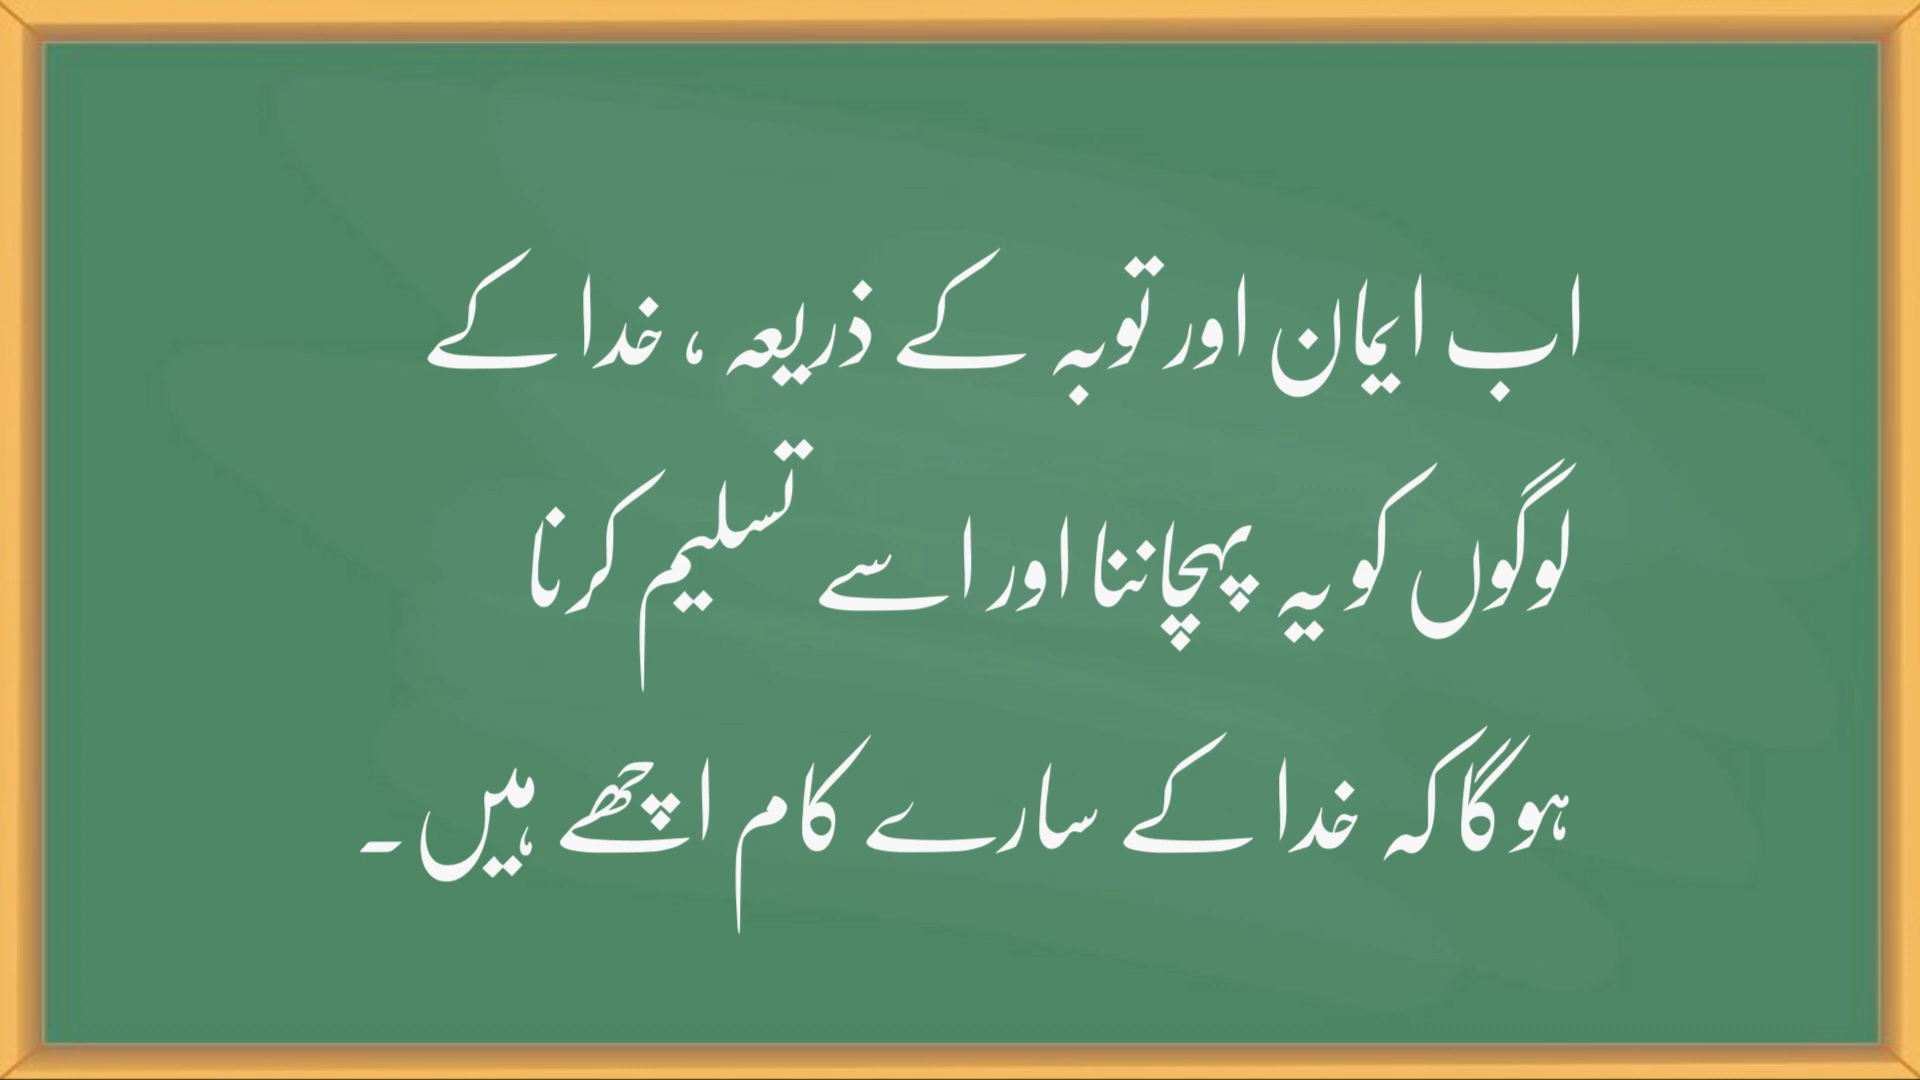 اب ایمان اور توبہ کے ذریعہ ، خدا کے
لوگوں کو یہ پہچاننا اور اسے تسلیم کرنا
ہوگا کہ خدا کے سارے کام اچھے ہیں ۔